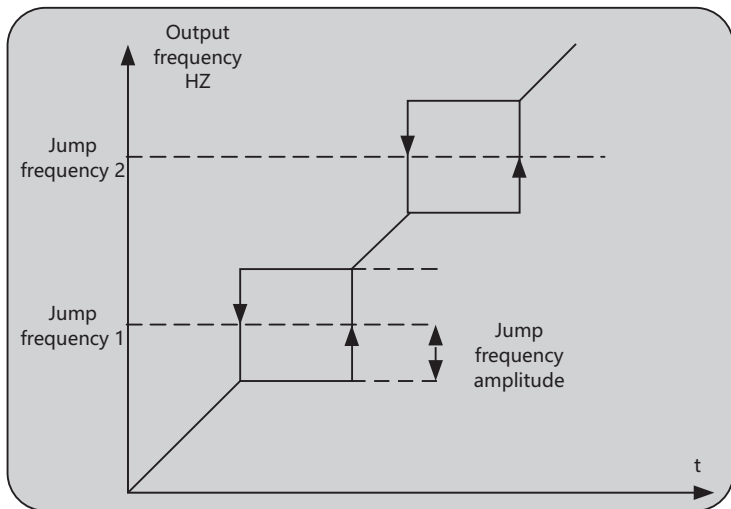 Output
frequency
HZ
Jump
frequency 2
Jump
frequency 1
Jump
frequency
amplitude
t